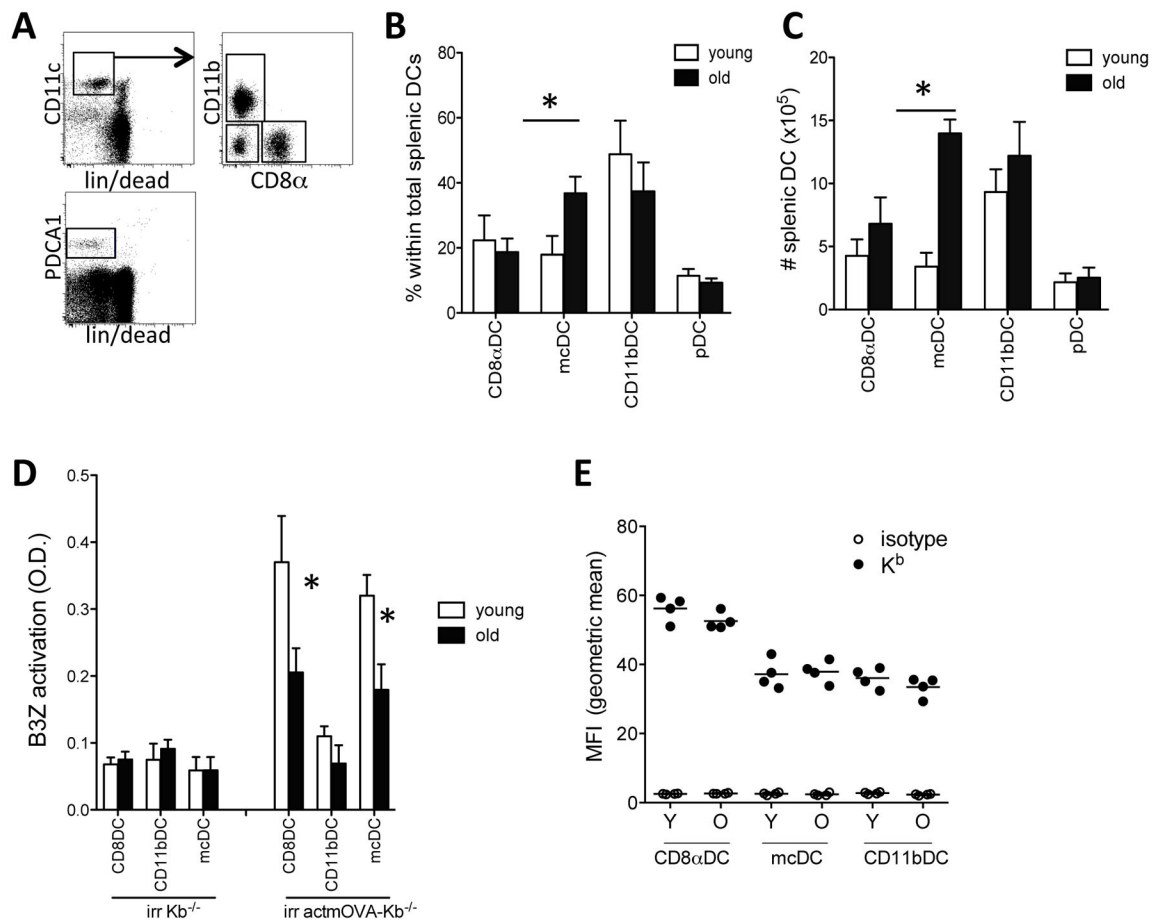 A
CD11c
lin/dead
CD11b
CD8α
PDCA1
lin/dead
B
% within total splenic DCs
80
60
40
20
0
young
old
*
CD8αDC
mcDC
CD11bDC
pDC
C
# splenic DC (x10⁵)
20
15
10
5
0
young
old
*
CD8αDC
mcDC
CD11bDC
pDC
D
B3Z activation (O.D.)
0.5
0.4
0.3
0.2
0.1
0.0
*
*
young
old
CD8DC
CD11bDC
mcDC
CD8DC
CD11bDC
mcDC
irr Kb⁻/⁻
irr actmOVA-Kb⁻/⁻
E
MFI (geometric mean)
80
60
40
20
0
isotype
Kᵇ
Y O Y O Y O
CD8αDC mcDC CD11bDC